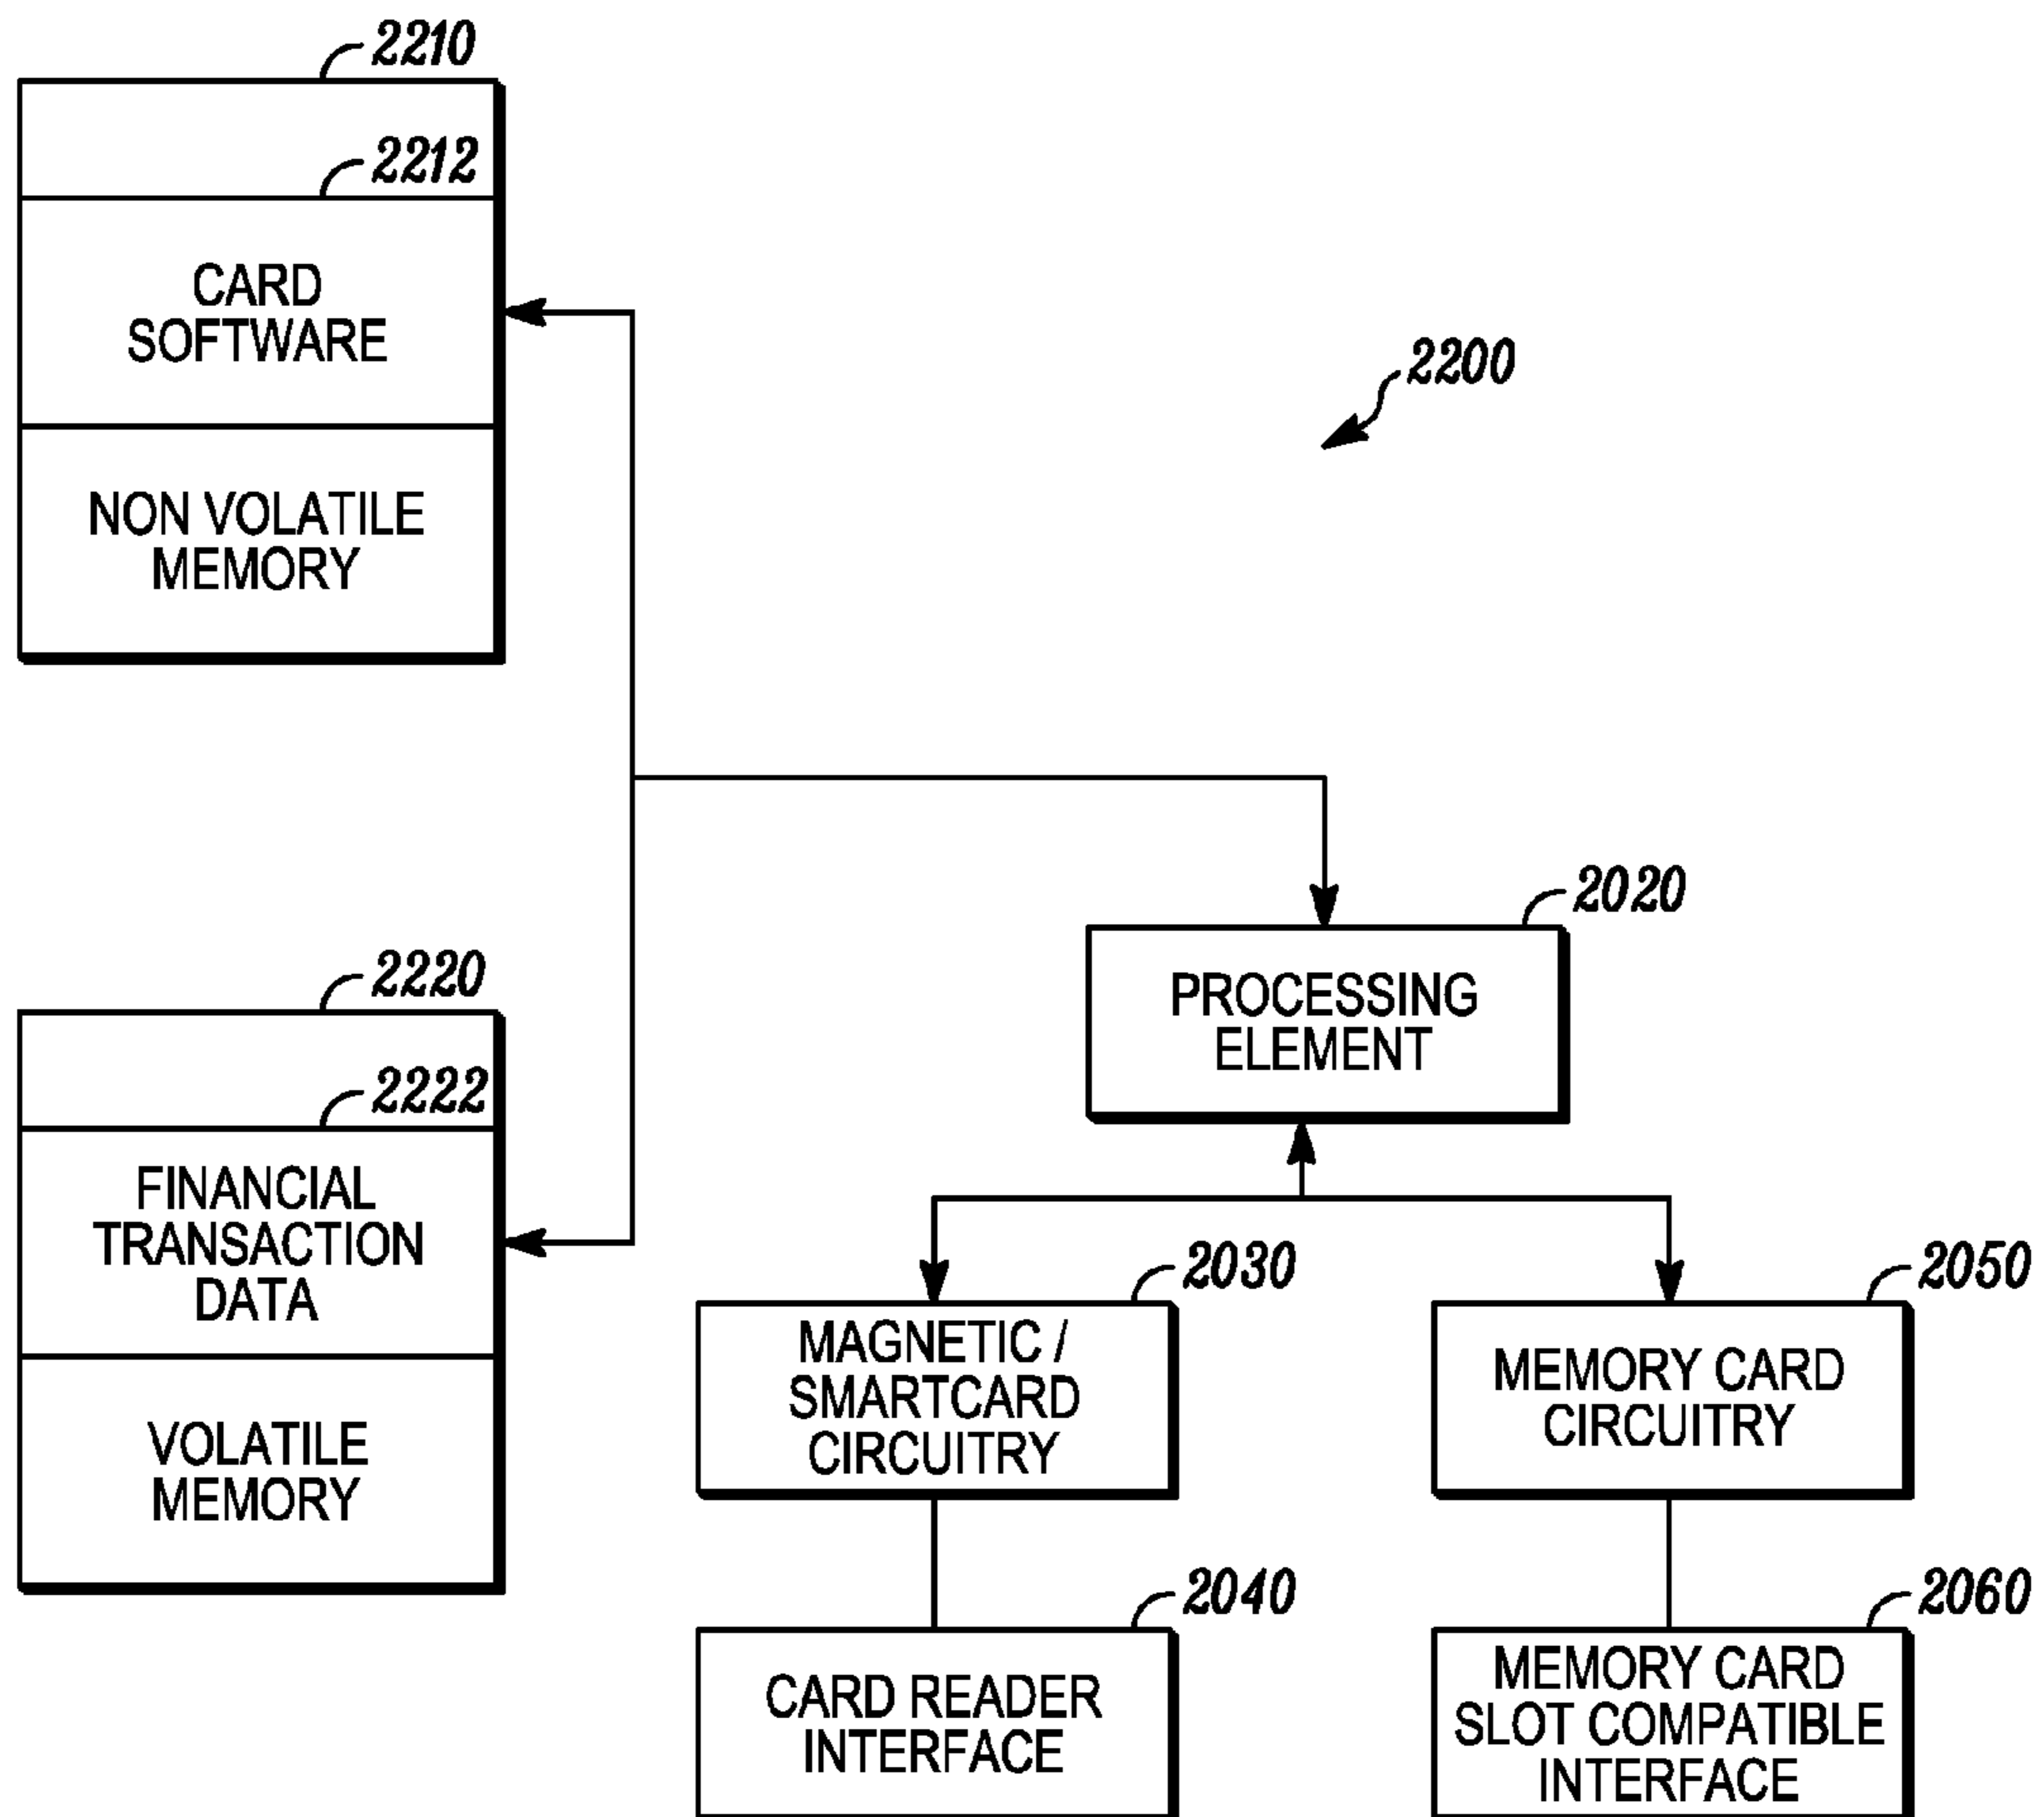 2210
2212
CARD
SOFTWARE
NON VOLATILE
MEMORY
2200
2020
PROCESSING
ELEMENT
2220
2222
FINANCIAL
TRANSACTION
DATA
VOLATILE
MEMORY
2030
MAGNETIC /
SMARTCARD
CIRCUITRY
2050
MEMORY CARD
CIRCUITRY
2040
CARD READER
INTERFACE
2060
MEMORY CARD
SLOT COMPATIBLE
INTERFACE